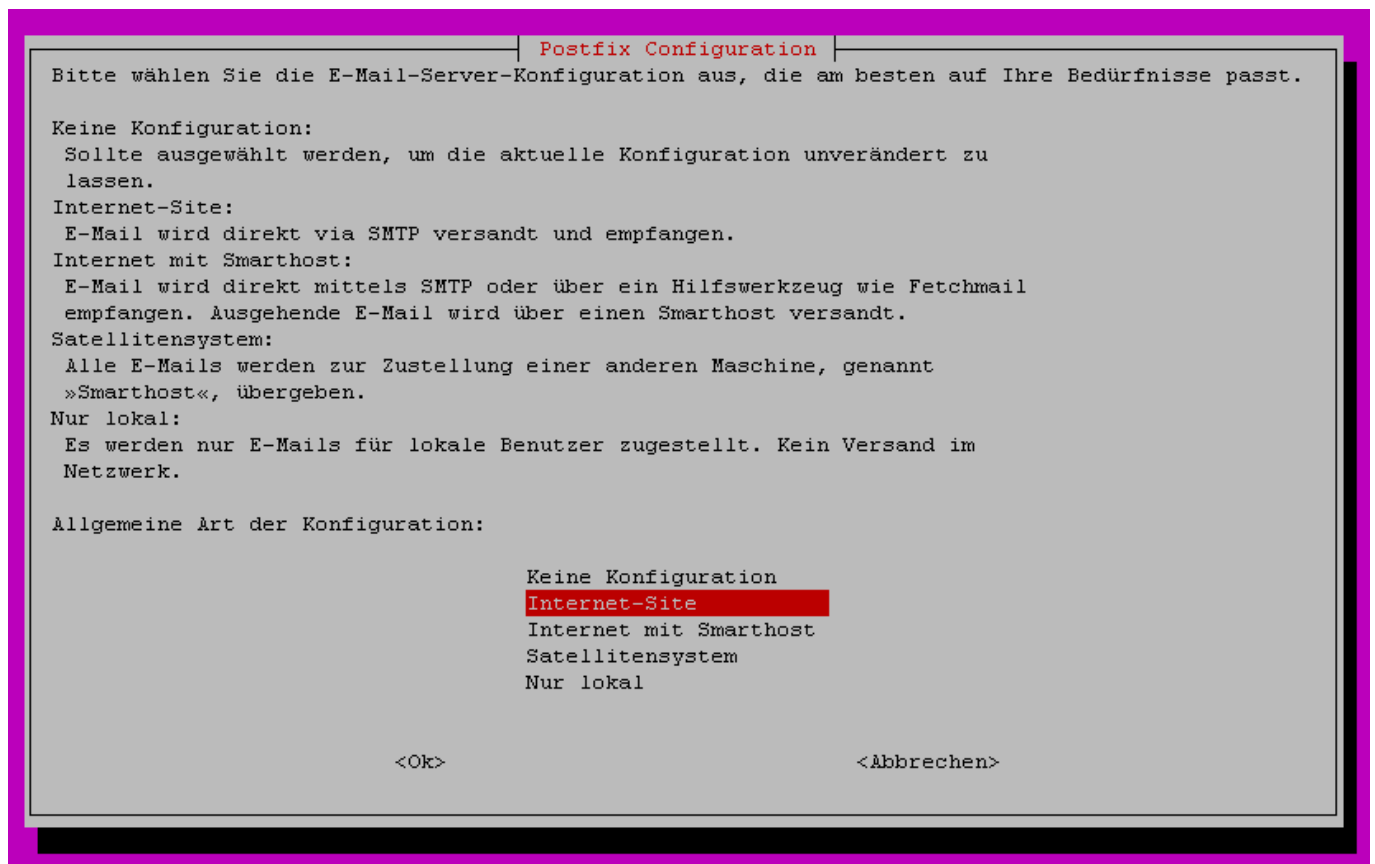 Postfix Configuration
Bitte wählen Sie die E-Mail-Server-Konfiguration aus, die am besten auf Ihre Bedürfnisse passt.
Keine Konfiguration:
Sollte ausgewählt werden, um die aktuelle Konfiguration unverändert zu
lassen.
Internet-Site:
E-Mail wird direkt via SMTP versandt und empfangen.
Internet mit Smarthost:
E-Mail wird direkt mittels SMTP oder über ein Hilfswerkzeug wie Fetchmail
empfangen. Ausgehende E-Mail wird über einen Smarthost versandt.
Satellitensystem:
Alle E-Mails werden zur Zustellung einer anderen Maschine, genannt
»Smarthost«, übergeben.
Nur lokal:
Es werden nur E-Mails für lokale Benutzer zugestellt. Kein Versand im
Netzwerk.
Allgemeine Art der Konfiguration:
Keine Konfiguration
Internet-Site
Internet mit Smarthost
Satellitensystem
Nur lokal
<Ok> <Abbrechen>